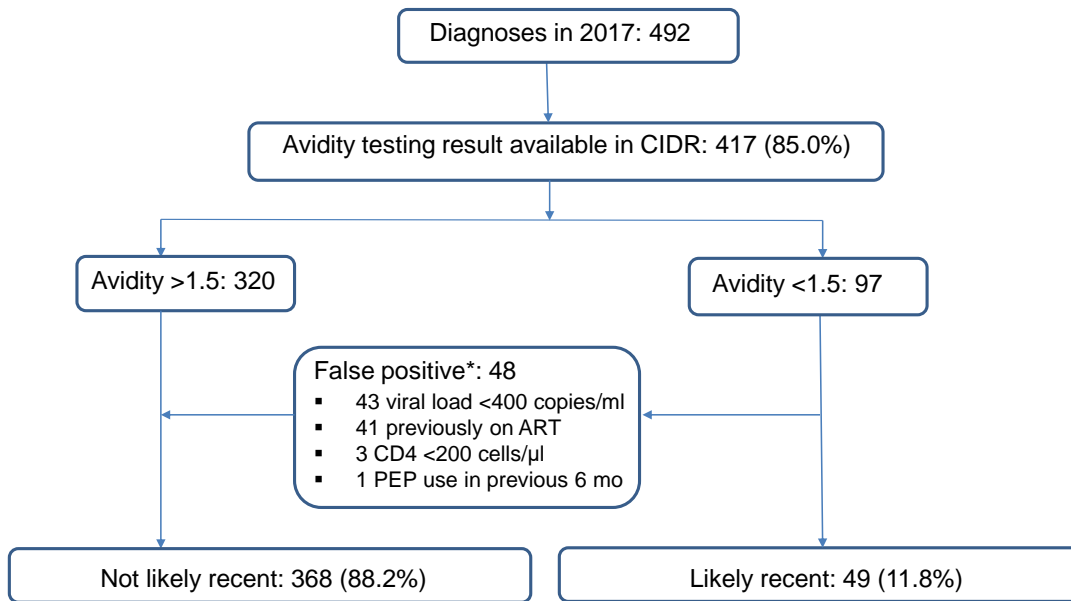 Diagnoses in 2017: 492
Avidity testing result available in CIDR: 417 (85.0%)
Avidity >1.5: 320
Avidity <1.5: 97
False positive*: 48
▪ 43 viral load <400 copies/ml
▪ 41 previously on ART
▪ 3 CD4 <200 cells/µl
▪ 1 PEP use in previous 6 mo
Not likely recent: 368 (88.2%)
Likely recent: 49 (11.8%)